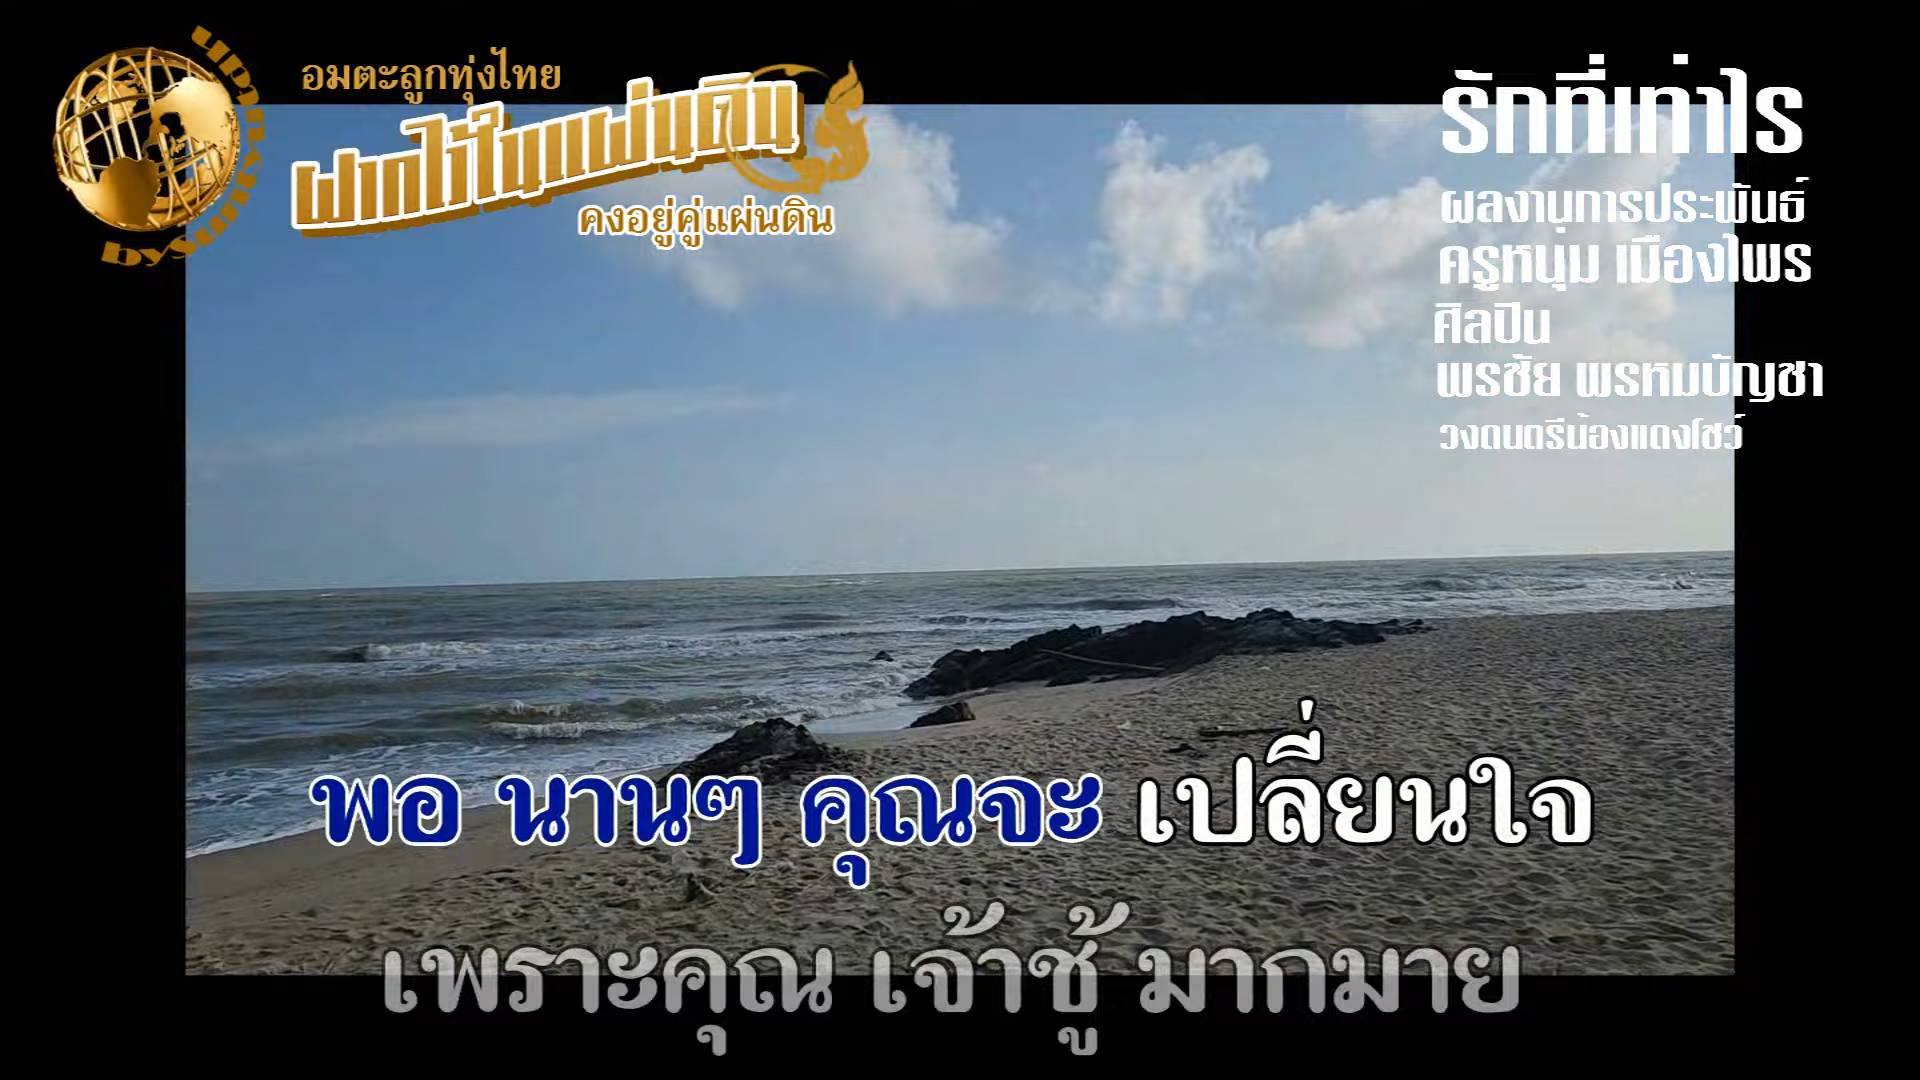 อมตะลูกทุ่งไทย
ฝากไว้ในแผ่นดิน
คงอยู่คู่แผ่นดิน
รักที่เท่าไร
ผลงานการประพันธ์
ครูหนุ่ม เมืองไพร
ศิลปิน
พรชัย พรหมบัญชา
วงดนตรีน้องแดงโชว์
พอ นานๆ คุณจะ เปลี่ยนใจ
เพราะคุณ เจ้าชู้ มากมาย